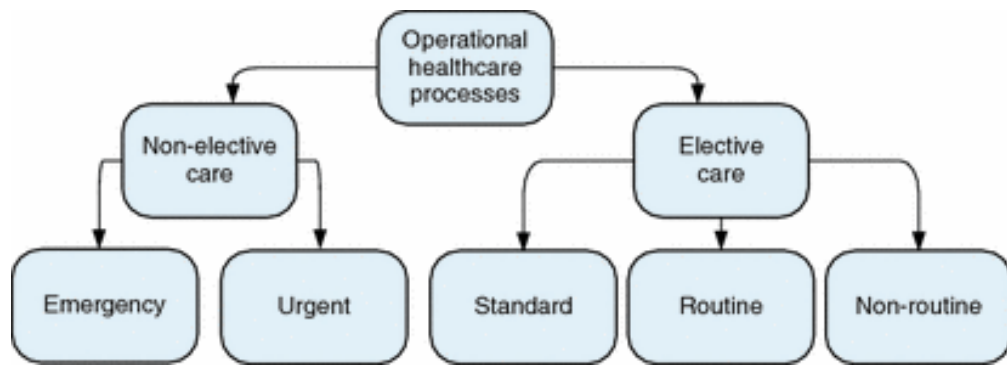 Operational
healthcare
processes
Non-elective
care
Elective
care
Emergency
Urgent
Standard
Routine
Non-routine